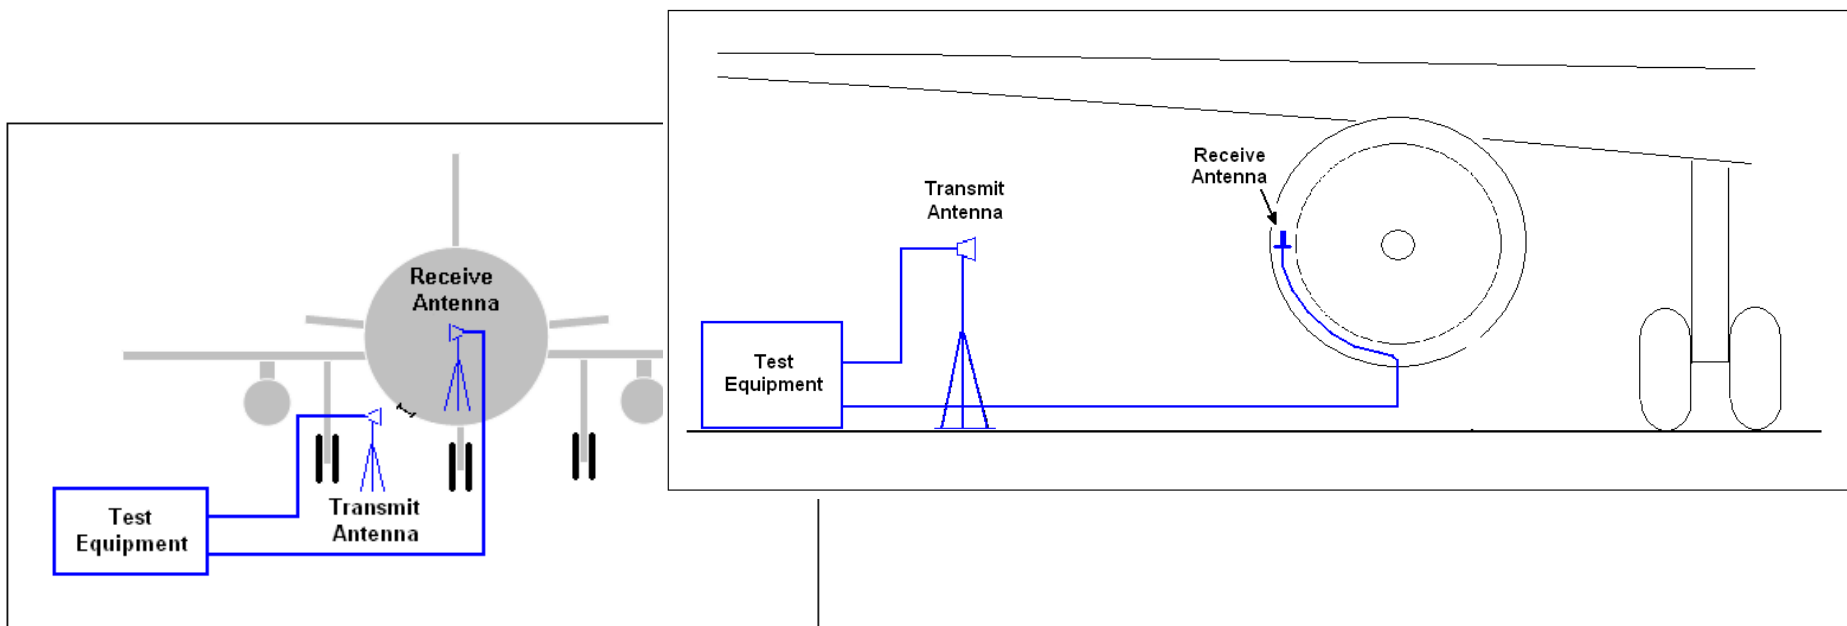 Receive
Antenna
Transmit
Antenna
Test
Equipment
Receive
Antenna
Transmit
Antenna
Test
Equipment